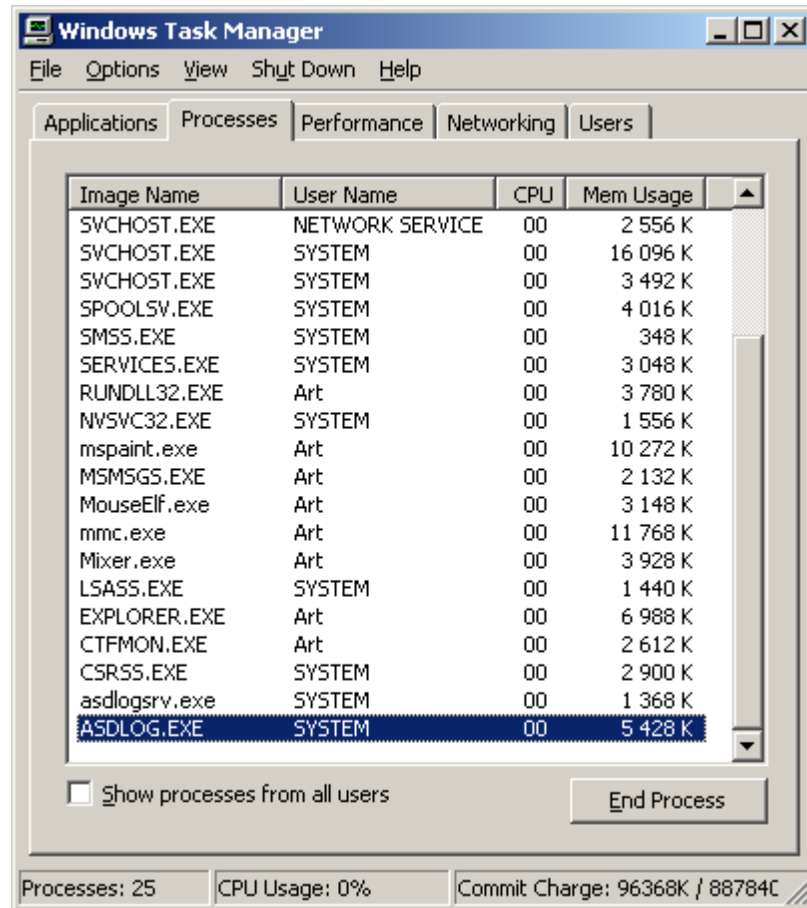 Windows Task Manager
File Options View Shut Down Help
Applications Processes Performance Networking Users
Image Name User Name CPU Mem Usage
SVCHOST.EXE NETWORK SERVICE 00 2 556 K
SVCHOST.EXE SYSTEM 00 16 096 K
SVCHOST.EXE SYSTEM 00 3 492 K
SPOOLSV.EXE SYSTEM 00 4 016 K
SMSS.EXE SYSTEM 00 348 K
SERVICES.EXE SYSTEM 00 3 048 K
RUNDLL32.EXE Art 00 3 780 K
NVSVC32.EXE SYSTEM 00 1 556 K
mspaint.exe Art 00 10 272 K
MSMSGS.EXE Art 00 2 132 K
MouseElf.exe Art 00 3 148 K
mmc.exe Art 00 11 768 K
Mixer.exe Art 00 3 928 K
LSASS.EXE SYSTEM 00 1 440 K
EXPLORER.EXE Art 00 6 988 K
CTFMON.EXE Art 00 2 612 K
CSRSS.EXE SYSTEM 00 2 900 K
asdlogsrv.exe SYSTEM 00 1 368 K
ASDLOG.EXE SYSTEM 00 5 428 K
Show processes from all users End Process
Processes: 25 CPU Usage: 0% Commit Charge: 96368K /